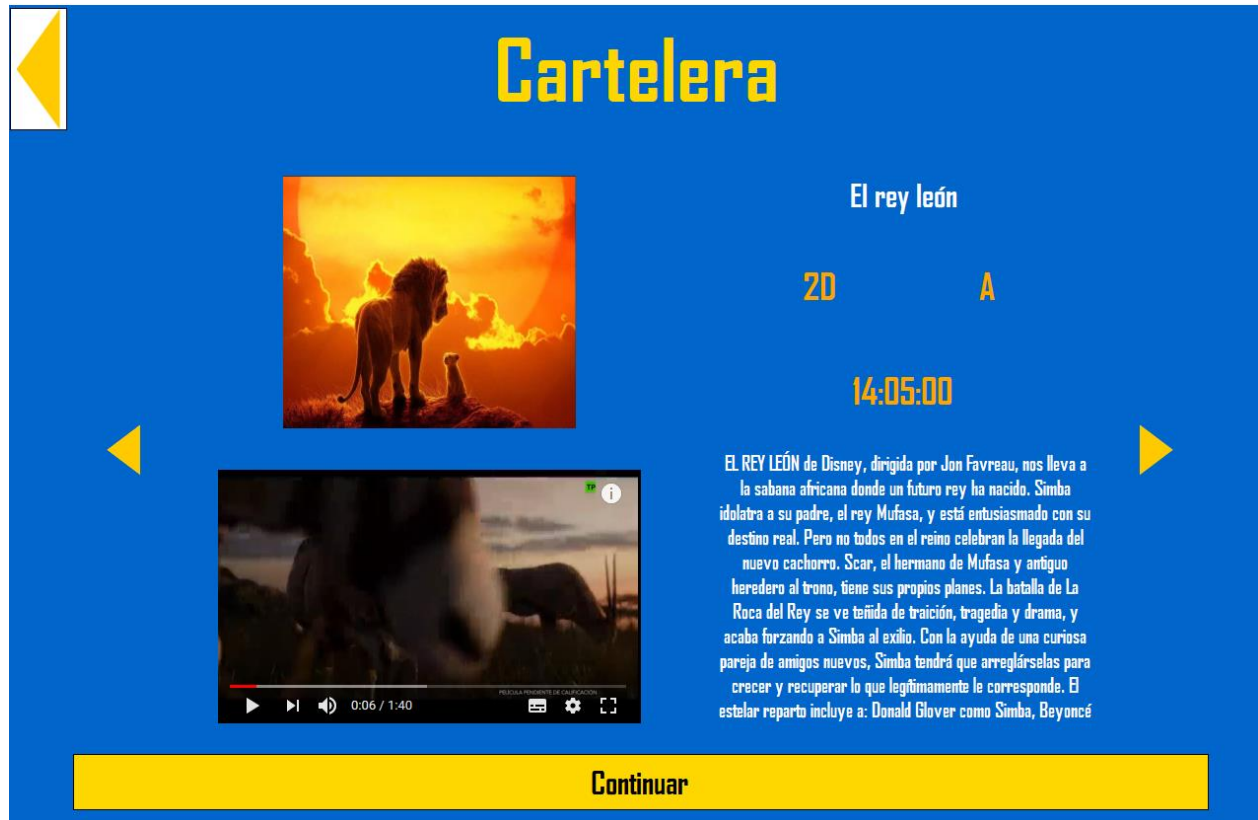 Cartelera
El rey león
2D A
14:05:00
EL REY LEÓN de Disney, dirigida por Jon Favreau, nos lleva a
la sabana africana donde un futuro rey ha nacido. Simba
idolatra a su padre, el rey Mufasa, y está entusiasmado con su
destino real. Pero no todos en el reino celebran la llegada del
nuevo cachorro. Scar, el hermano de Mufasa y antiguo
heredero al trono, tiene sus propios planes. La batalla de La
Roca del Rey se ve teñida de traición, tragedia y drama, y
acaba forzando a Simba al exilio. Con la ayuda de una curiosa
pareja de amigos nuevos, Simba tendrá que arreglárselas para
crecer y recuperar lo que legítimamente le corresponde. El
estelar reparto incluye a: Donald Glover como Simba, Beyoncé
TP
PELÍCULA PENDIENTE DE CALIFICACIÓN
0:06 / 1:40
Continuar